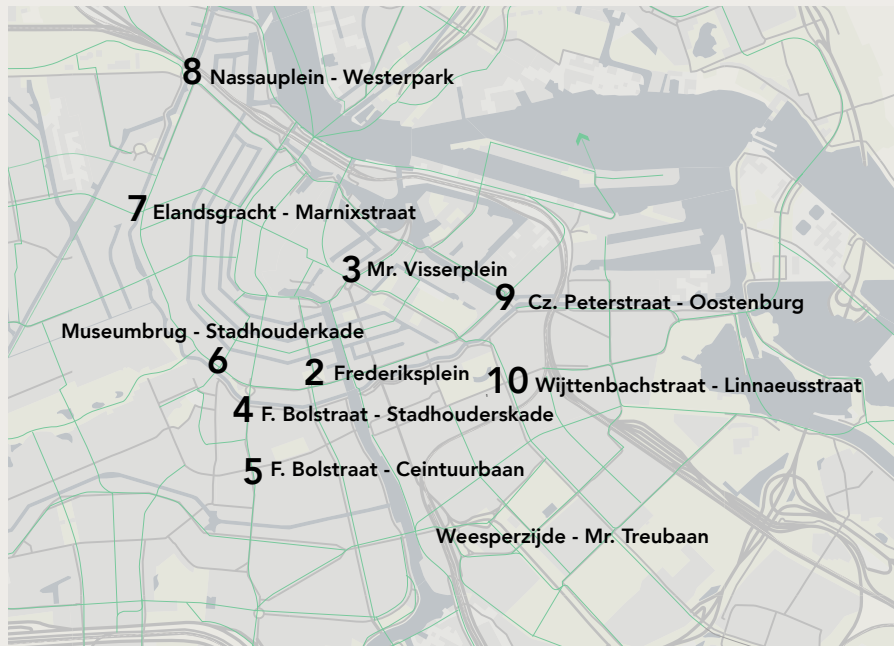 8 Nassauplein - Westerpark
7 Elandsgracht - Marnixstraat
3 Mr. Visserplein
9 Cz. Peterstraat - Oostenburg
Museumbrug - Stadhouderkade
6
2 Frederiksplein
10 Wijttenbachstraat - Linnaeusstraat
4 F. Bolstraat - Stadhouderskade
5 F. Bolstraat - Ceintuurbaan
Weesperzijde - Mr. Treubaan